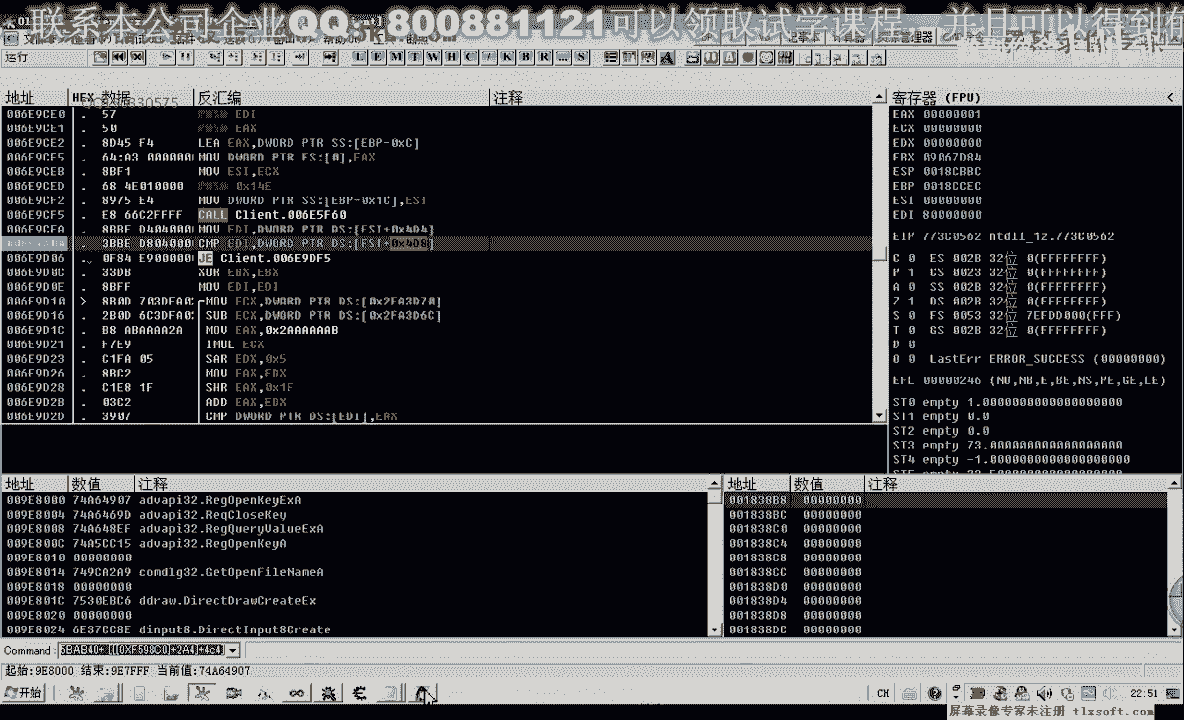 联系本公司企业QQ：800881121可以领取试学课程，并且可以得到
运行
L E M T W H C / K B R ... S
地址 HEX 数据 反汇编 注释
006E9CE0 . 57 EDI
006E9CE1 . 50 EAX
006E9CE2 . 8D45 F4 LEA EAX,DWORD PTR SS:[EBP-0xC]
006E9CE5 . 64:A3 000000 MOV DWORD PTR FS:[0],EAX
006E9CEB . 8BF1 MOV ESI,ECX
006E9CED . 68 4E010000 0x14E
006E9CF2 . 8975 E4 MOV DWORD PTR SS:[EBP-0x1C],ESI
006E9CF5 . E8 66C2FFFF CALL Client.006E5F60
006E9CFA . 8BBE D4040000 MOV EDI,DWORD PTR DS:[ESI+0x4D4]
. 3BBE D8040000 CMP EDI,DWORD PTR DS:[ESI+0x4D8]
006E9D06 . 0F84 E9000000 JE Client.006E9DF5
006E9D0C . 33DB XOR EBX,EBX
006E9D0E . 8BFF MOV EDI,EDI
006E9D10 > 8B0D 703DFA02 MOV ECX,DWORD PTR DS:[0x2FA3D70]
006E9D16 . 2B0D 6C3DFA02 SUB ECX,DWORD PTR DS:[0x2FA3D6C]
006E9D1C . B8 ABAAAA2A MOV EAX,0x2AAAAAAB
006E9D21 . F7E9 IMUL ECX
006E9D23 . C1FA 05 SAR EDX,0x5
006E9D26 . 8BC2 MOV EAX,EDX
006E9D28 . C1E8 1F SHR EAX,0x1F
006E9D2B . 03C2 ADD EAX,EDX
006E9D2D . 3907 CMP DWORD PTR DS:[EDI],EAX
寄存器 (FPU) <
EAX 00000001
ECX 00000000
EDX 00000000
EBX A9A67D84
ESP 0018CBBC
EBP 0018CCEC
ESI 00000000
EDI 80000000
EIP 773C0562 ntdll_12.773C0562
C 0 ES 002B 32位 0(FFFFFFFF)
P 1 CS 0023 32位 0(FFFFFFFF)
A 0 SS 002B 32位 0(FFFFFFFF)
Z 1 DS 002B 32位 0(FFFFFFFF)
S 0 FS 0053 32位 7EFDD000(FFF)
T 0 GS 002B 32位 0(FFFFFFFF)
D 0
O 0 LastErr ERROR_SUCCESS (00000000)
EFL 00000246 (NO,NB,E,BE,NS,PE,GE,LE)
ST0 empty 1.0000000000000000000
ST1 empty 0.0
ST2 empty 0.0
ST3 empty 73.000000000000000000
ST4 empty -1.0000000000000000000
地址 数值 注释
009E8000 74A64907 advapi32.RegOpenKeyExA
009E8004 74A6469D advapi32.RegCloseKey
009E8008 74A648EF advapi32.RegQueryValueExA
009E800C 74A5CC15 advapi32.RegOpenKeyA
009E8010 00000000
009E8014 749CA2A9 comdlg32.GetOpenFileNameA
009E8018 00000000
009E801C 7530EBC6 ddraw.DirectDrawCreateEx
009E8020 00000000
009E8024 6E37CC8E dinput8.DirectInput8Create
地址 数值 注释
001838B8 00000000
001838BC 00000000
001838C0 00000000
001838C4 00000000
001838C8 00000000
001838CC 00000000
001838D0 00000000
001838D4 00000000
001838D8 00000000
001838DC 00000000
Command : 5BAB40+[[[0XF598C0]+2A4]+4c4]
起始:9E8000 结束:9E7FFF 当前值:74A64907
开始
CH
22:51
屏幕录像专家未注册 tlxsoft.com